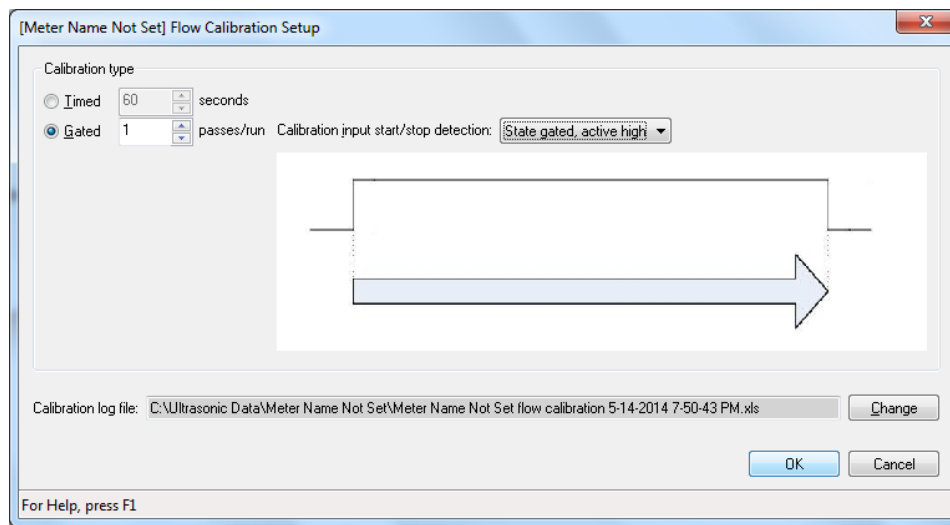 [Meter Name Not Set] Flow Calibration Setup
Calibration type
Timed 60 seconds
Gated 1 passes/run Calibration input start/stop detection: State gated, active high
Calibration log file: C:\Ultrasonic Data\Meter Name Not Set\Meter Name Not Set flow calibration 5-14-2014 7-50-43 PM.xls Change
OK Cancel
For Help, press F1